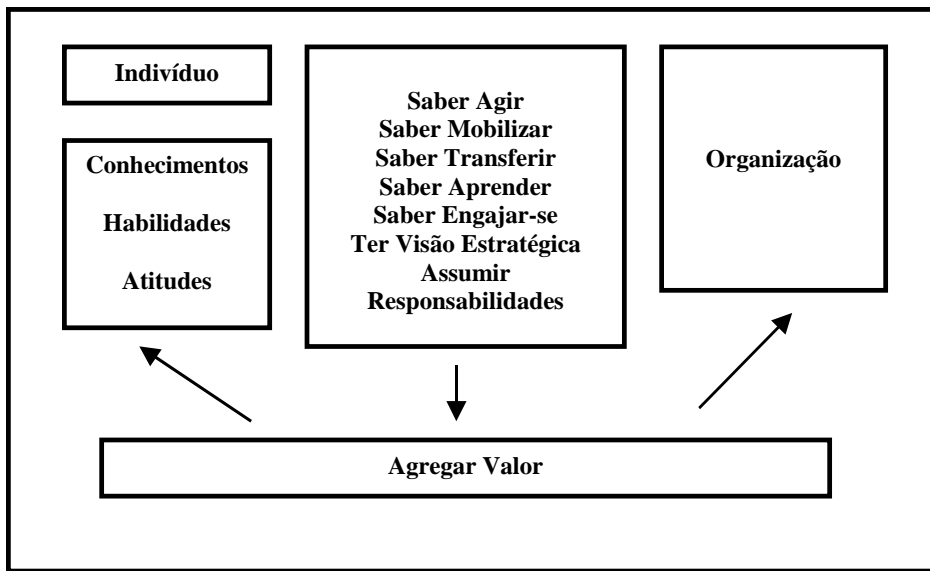 Indivíduo
Conhecimentos
Habilidades
Atitudes
Saber Agir
Saber Mobilizar
Saber Transferir
Saber Aprender
Saber Engajar-se
Ter Visão Estratégica
Assumir
Responsabilidades
Organização
Agregar Valor